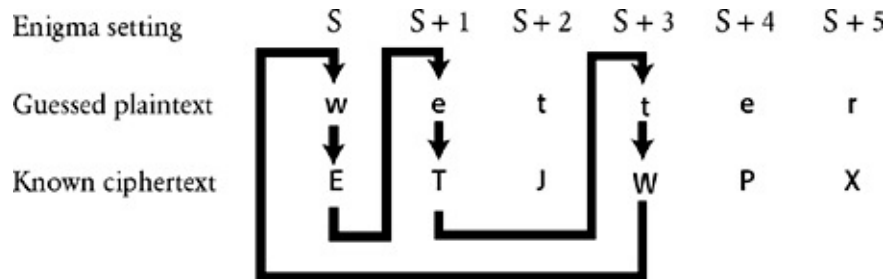 Enigma setting S S + 1 S + 2 S + 3 S + 4 S + 5
Guessed plaintext w e t t e r
Known ciphertext E T J W P X